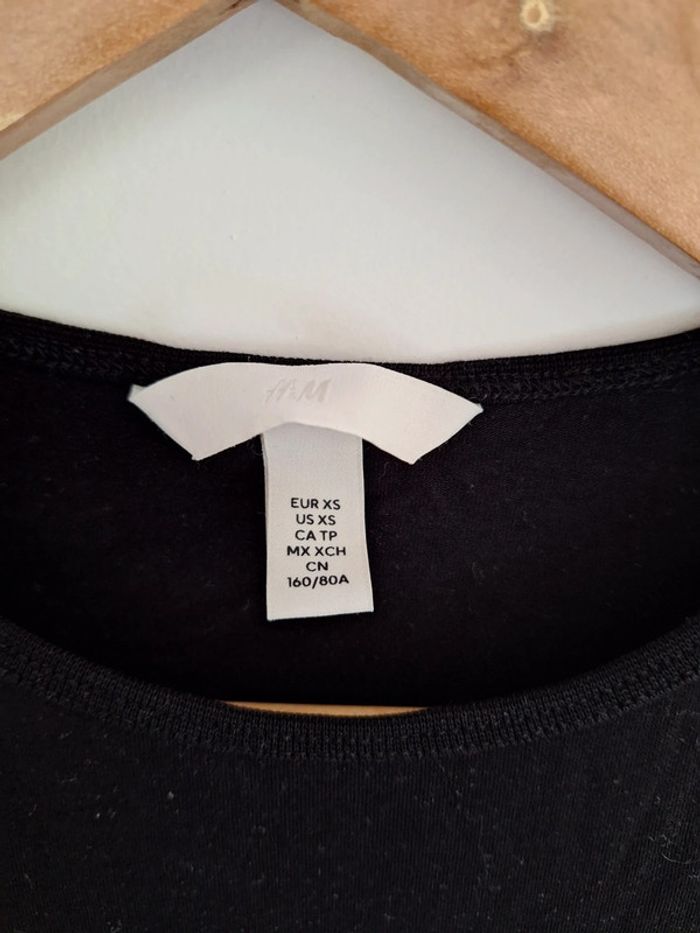 H&M
EUR XS
US XS
CA TP
MX XCH
CN
160/80A